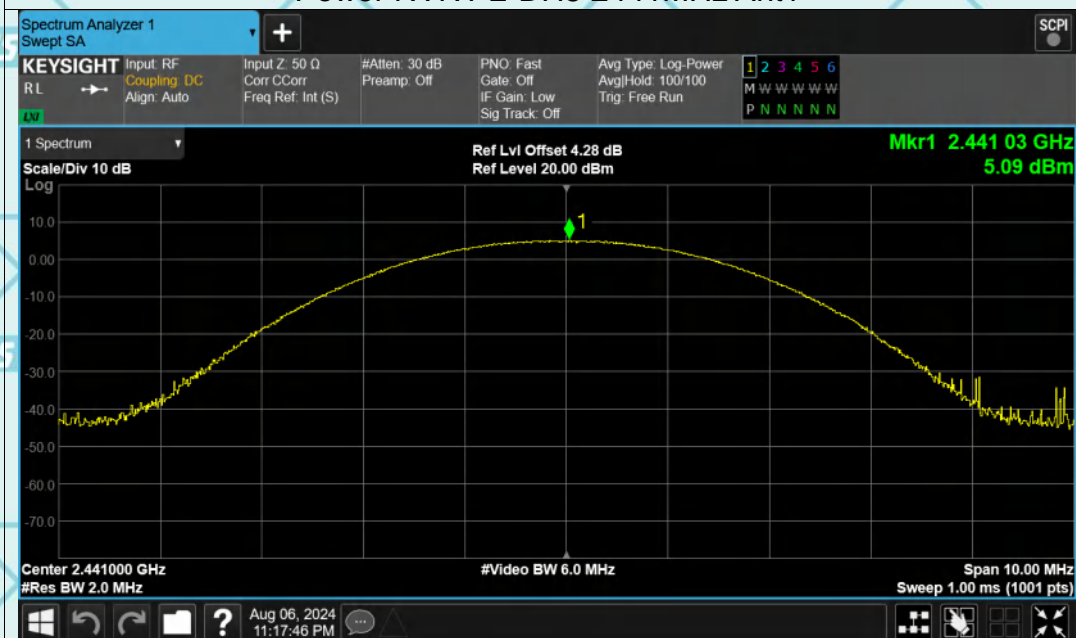 Spectrum Analyzer 1
Swept SA
+
SCPI
KEYSIGHT
RL
LXI
Input: RF
Coupling: DC
Align: Auto
Input Z: 50 Ω
Corr CCorr
Freq Ref: Int (S)
#Atten: 30 dB
Preamp: Off
PNO: Fast
Gate: Off
IF Gain: Low
Sig Track: Off
Avg Type: Log-Power
Avg|Hold: 100/100
Trig: Free Run
1 2 3 4 5 6
M W W W W W
P N N N N N
1 Spectrum
Scale/Div 10 dB
Log
Ref Lvl Offset 4.28 dB
Ref Level 20.00 dBm
Mkr1 2.441 03 GHz
5.09 dBm
1
10.0
0.00
-10.0
-20.0
-30.0
-40.0
-50.0
-60.0
-70.0
Center 2.441000 GHz
#Res BW 2.0 MHz
#Video BW 6.0 MHz
Span 10.00 MHz
Sweep 1.00 ms (1001 pts)
?
Aug 06, 2024
11:17:46 PM